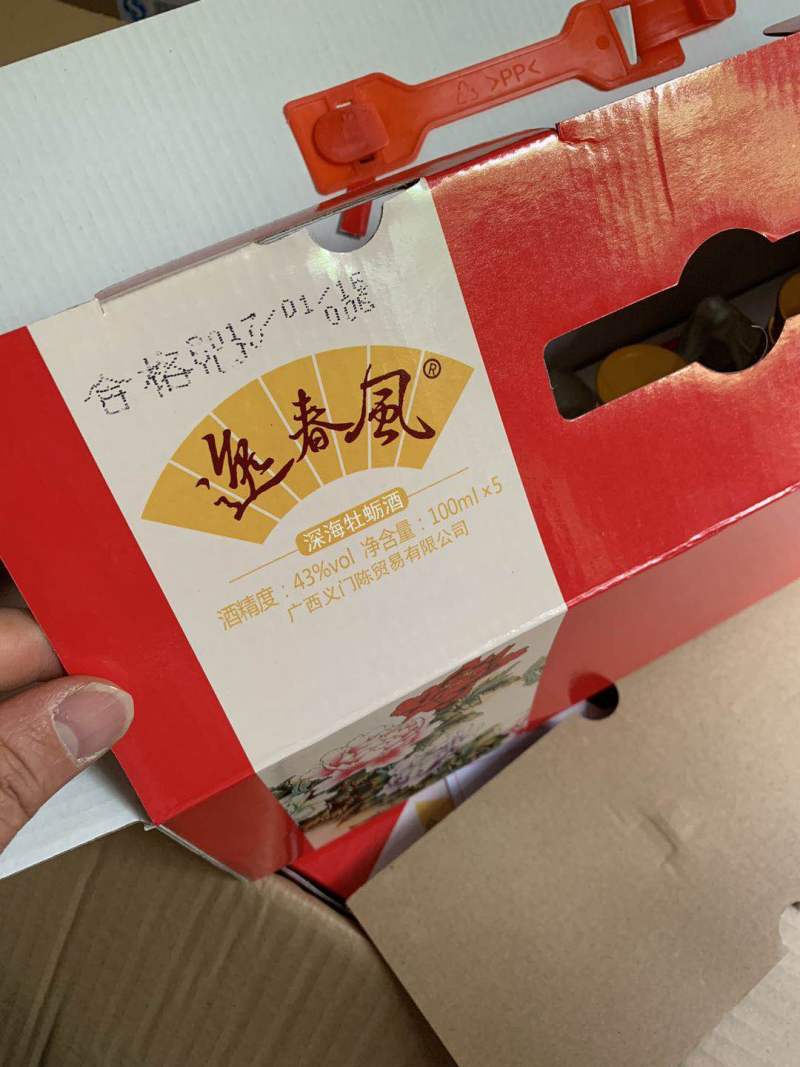 >PP<
合格 2017/01/16
逸春風®
深海牡蛎酒
酒精度：43%vol 净含量：100ml×5
广西义门陈贸易有限公司